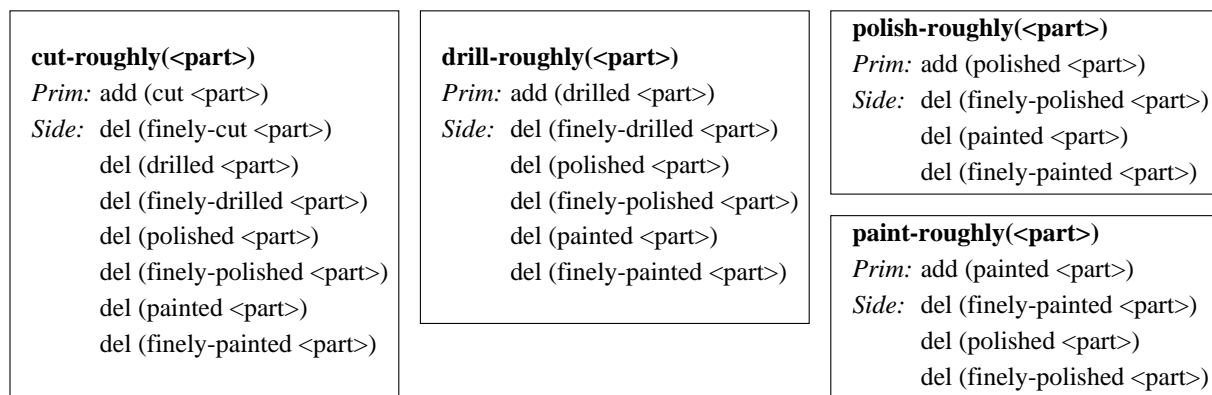 cut-roughly(<part>)
Prim: add (cut <part>)
Side: del (finely-cut <part>)
del (drilled <part>)
del (finely-drilled <part>)
del (polished <part>)
del (finely-polished <part>)
del (painted <part>)
del (finely-painted <part>)
drill-roughly(<part>)
Prim: add (drilled <part>)
Side: del (finely-drilled <part>)
del (polished <part>)
del (finely-polished <part>)
del (painted <part>)
del (finely-painted <part>)
polish-roughly(<part>)
Prim: add (polished <part>)
Side: del (finely-polished <part>)
del (painted <part>)
del (finely-painted <part>)
paint-roughly(<part>)
Prim: add (painted <part>)
Side: del (finely-painted <part>)
del (polished <part>)
del (finely-polished <part>)